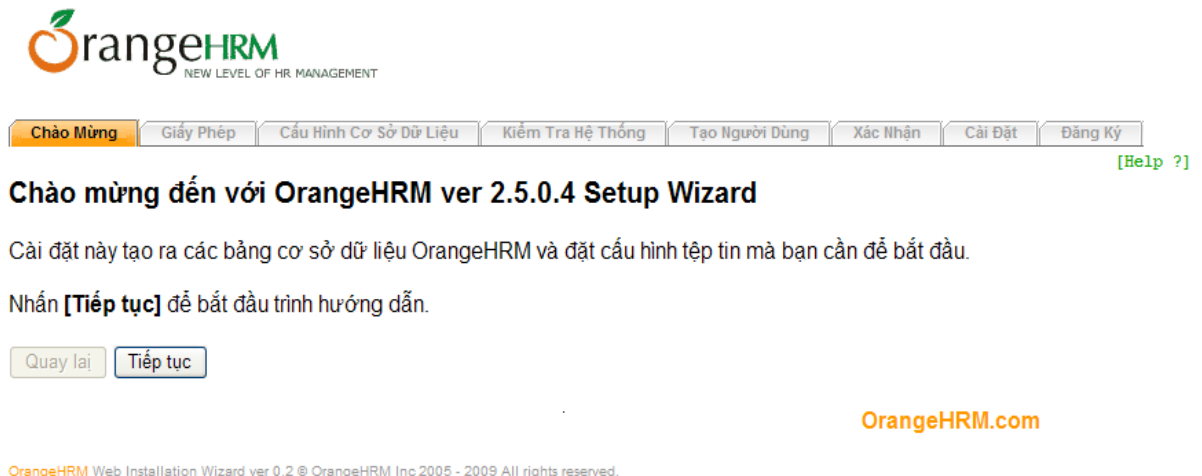 OrangeHRM
NEW LEVEL OF HR MANAGEMENT
Chào Mừng Giấy Phép Cấu Hình Cơ Sở Dữ Liệu Kiểm Tra Hệ Thống Tạo Người Dùng Xác Nhận Cài Đặt Đăng Ký
[Help ?]
Chào mừng đến với OrangeHRM ver 2.5.0.4 Setup Wizard
Cài đặt này tạo ra các bảng cơ sở dữ liệu OrangeHRM và đặt cấu hình tệp tin mà bạn cần để bắt đầu.
Nhấn [Tiếp tục] để bắt đầu trình hướng dẫn.
Quay lại Tiếp tục
OrangeHRM.com
OrangeHRM Web Installation Wizard ver 0.2 © OrangeHRM Inc 2005 - 2009 All rights reserved.